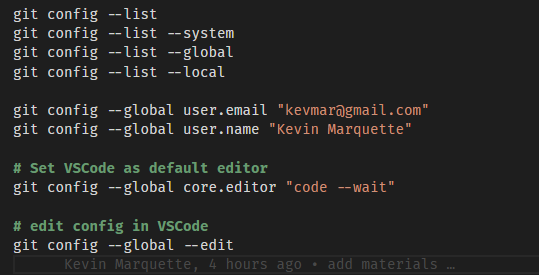 git config --list
git config --list --system
git config --list --global
git config --list --local
git config --global user.email "kevmar@gmail.com"
git config --global user.name "Kevin Marquette"
# Set VSCode as default editor
git config --global core.editor "code --wait"
# edit config in VSCode
git config --global --edit
Kevin Marquette, 4 hours ago • add materials …